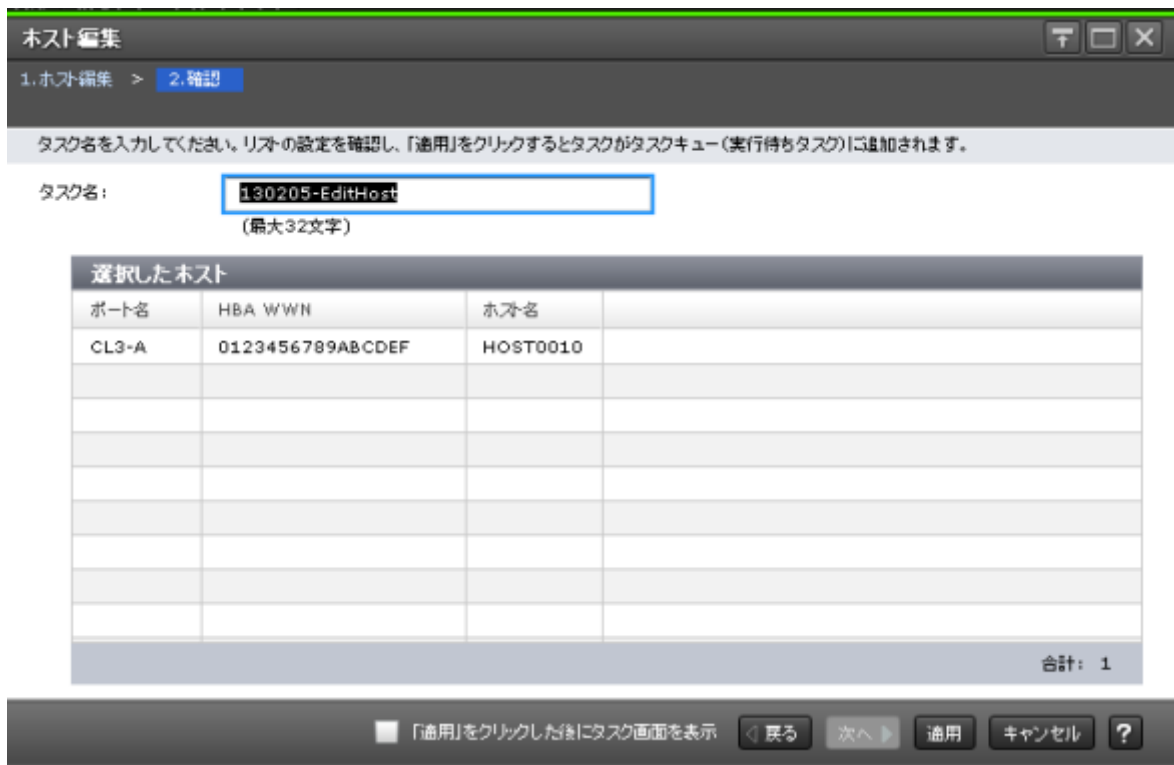 ホスト編集
1.ホスト編集 > 2.確認
タスク名を入力してください。リストの設定を確認し、「適用」をクリックするとタスクがタスクキュー(実行待ちタスク)に追加されます。
タスク名:
130205-EditHost
(最大32文字)
選択したホスト
ポート名 HBA WWN ホスト名
CL3-A 0123456789ABCDEF HOST0010
合計: 1
「適用」をクリックした後にタスク画面を表示 戻る 次へ 適用 キャンセル ?